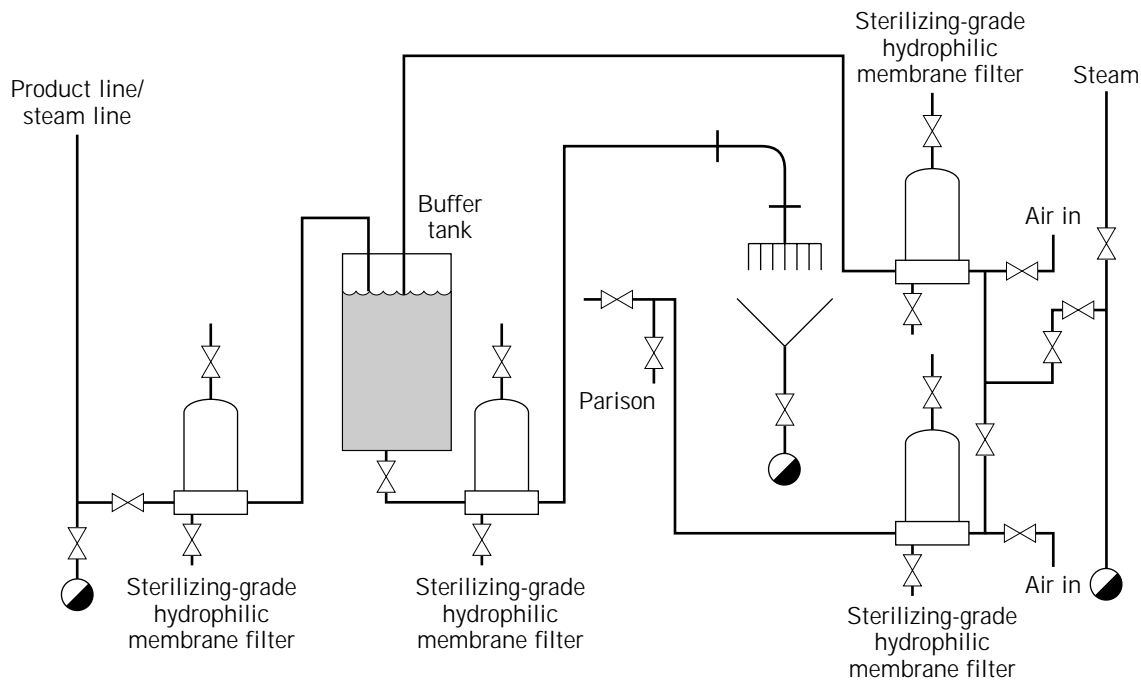 Sterilizing-grade
hydrophilic
membrane filter
Steam
Product line/
steam line
Buffer
tank
Air in
Parison
Air in
Sterilizing-grade
hydrophilic
membrane filter
Sterilizing-grade
hydrophilic
membrane filter
Sterilizing-grade
hydrophilic
membrane filter